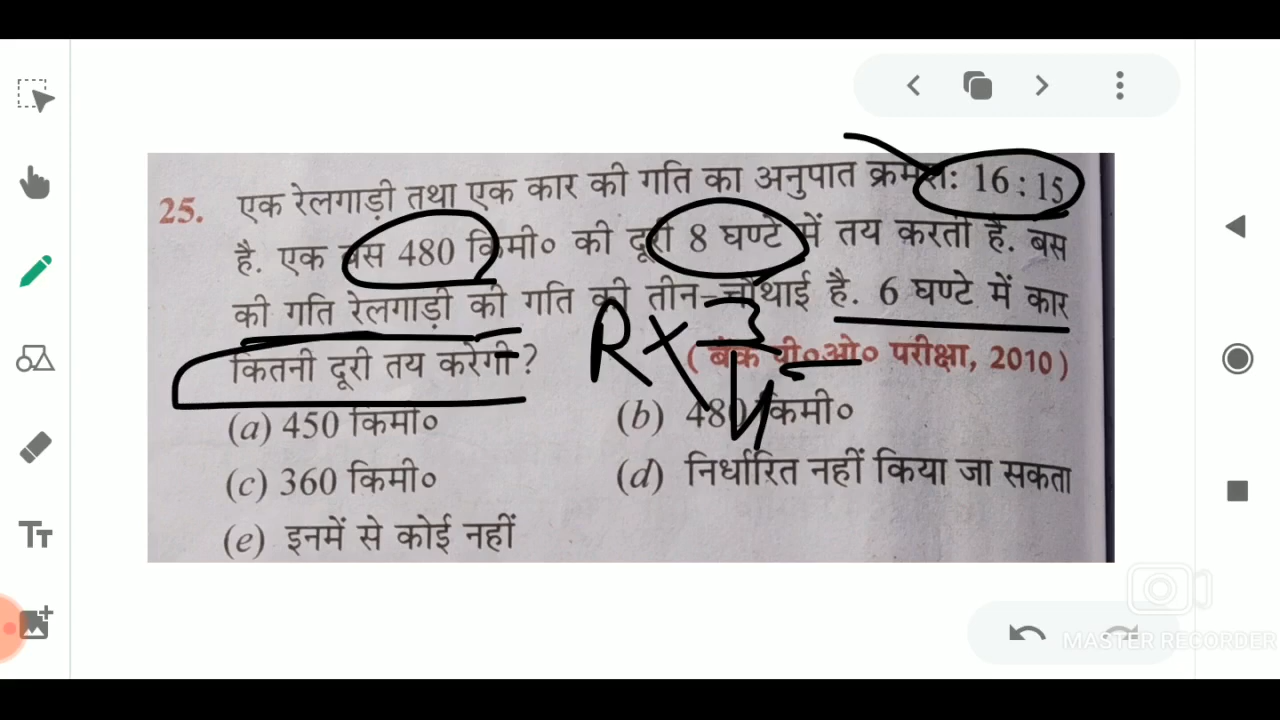 25. एक रेलगाड़ी तथा एक कार की गति का अनुपात क्रमशः 16 : 15
है. एक बस 480 किमी० की दूरी 8 घण्टे में तय करती है. बस
की गति रेलगाड़ी की गति की तीन-चौथाई है. 6 घण्टे में कार
कितनी दूरी तय करेगी?
R × 3
( बैंक पी०ओ० परीक्षा, 2010)
(a) 450 किमी० (b) 480 किमी०
(c) 360 किमी० (d) निर्धारित नहीं किया जा सकता
(e) इनमें से कोई नहीं
TT
MASTER RECORDER